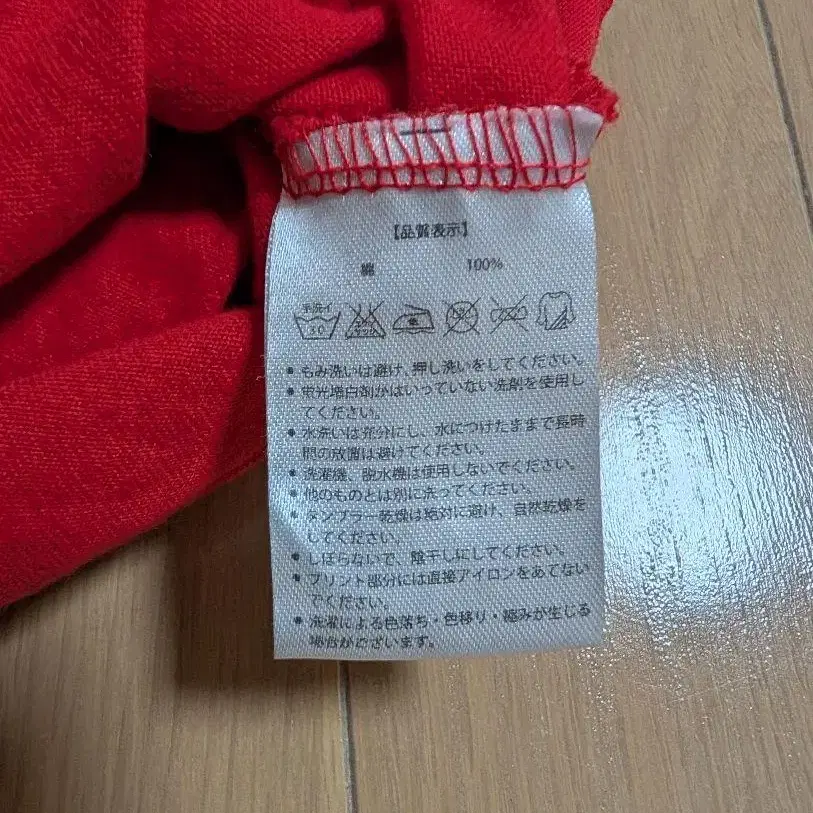 【品質表示】
綿 100%
手洗イ
30
● もみ洗いは避け、押し洗いをしてください。
● 蛍光増白剤がはいっていない洗剤を使用し
てください。
● 水洗いは充分にし、水につけたままで長時
間の放置は避けてください。
● 洗濯機、脱水機は使用しないでください。
● 他のものとは別に洗ってください。
● タンブラー乾燥は絶対に避け、自然乾燥を
してください。
● しぼらないで、陰干しにしてください。
● プリント部分には直接アイロンをあてない
でください。
● 洗濯による色落ち・色移り・縮みが生じる
場合がございます。